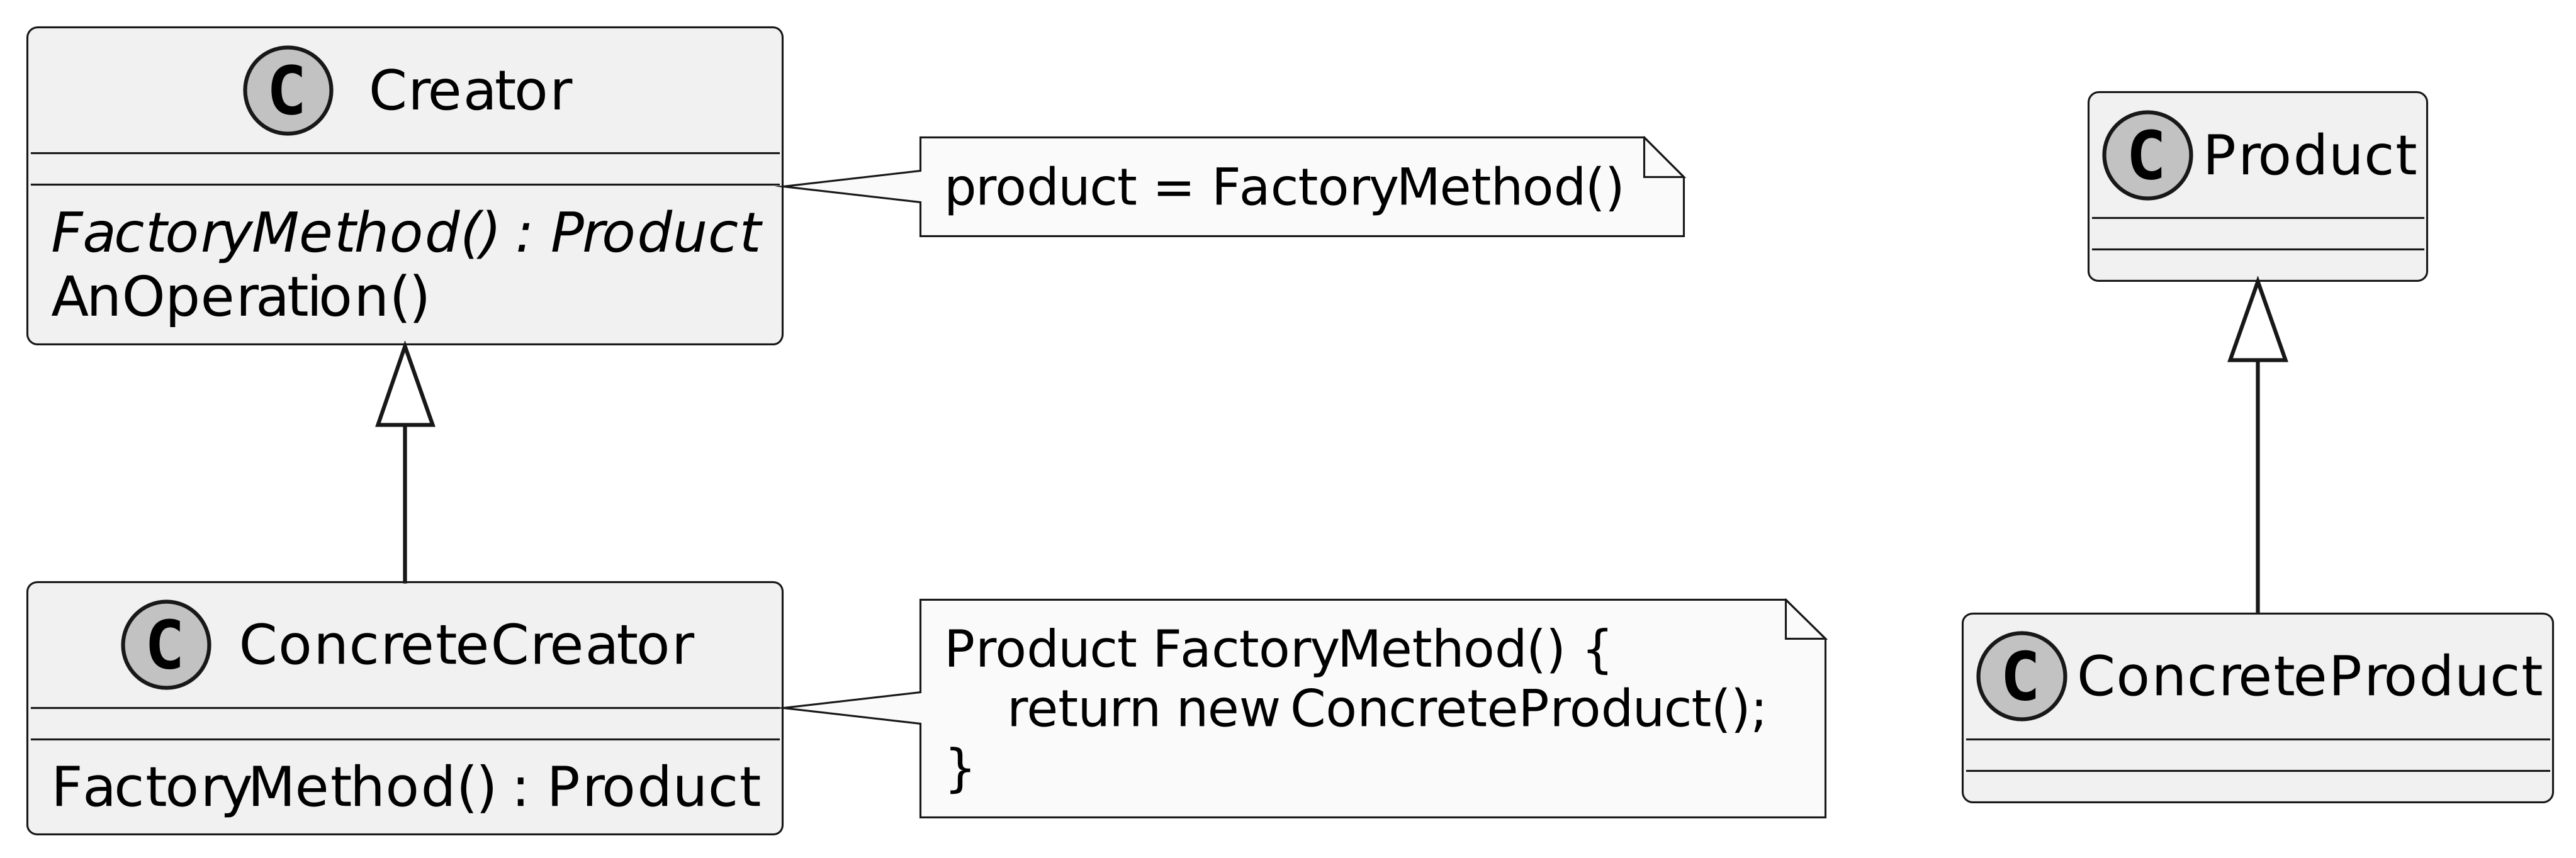 C Creator
FactoryMethod() : Product
AnOperation()
product = FactoryMethod()
C Product
C ConcreteCreator
FactoryMethod() : Product
Product FactoryMethod() {
    return new ConcreteProduct();
}
C ConcreteProduct